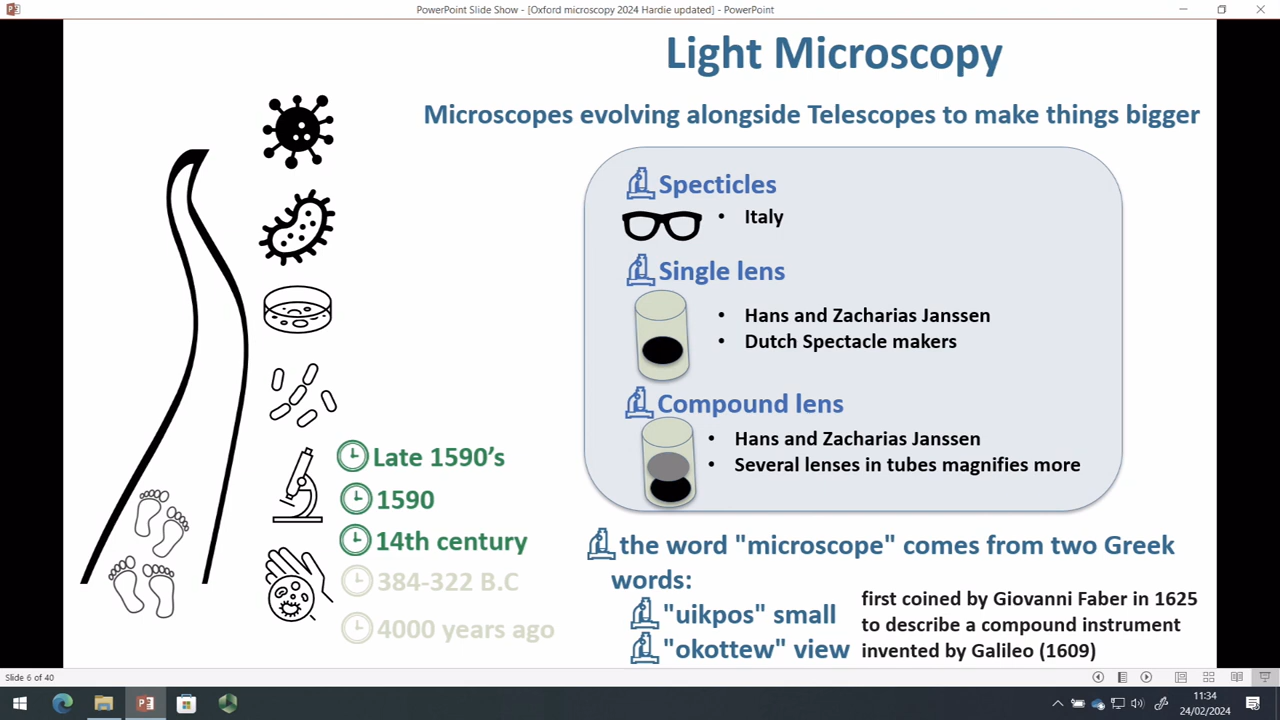 PowerPoint Slide Show - [Oxford microscopy 2024 Hardie updated] - PowerPoint
Light Microscopy
Microscopes evolving alongside Telescopes to make things bigger
Specticles
• Italy
Single lens
• Hans and Zacharias Janssen
• Dutch Spectacle makers
Compound lens
• Hans and Zacharias Janssen
• Several lenses in tubes magnifies more
Late 1590's
1590
14th century
384-322 B.C
4000 years ago
the word "microscope" comes from two Greek
words:
"uikpos" small
"okottew" view
first coined by Giovanni Faber in 1625
to describe a compound instrument
invented by Galileo (1609)
Slide 6 of 40
11:34
24/02/2024